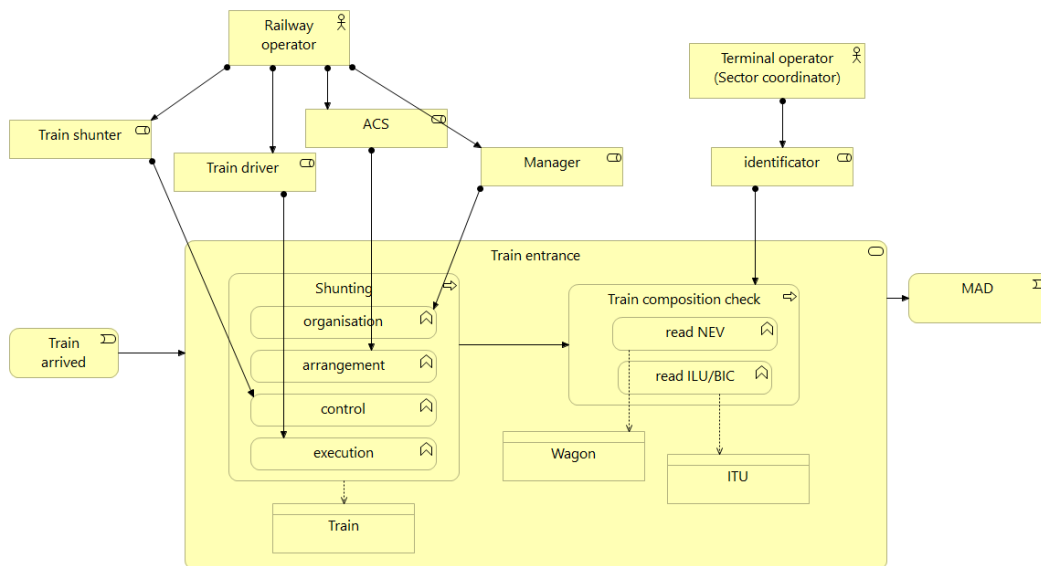 Railway
operator
Terminal operator
(Sector coordinator)
Train shunter
ACS
Train driver
Manager
identificator
Train entrance
Shunting
organisation
arrangement
control
execution
Train composition check
read NEV
read ILU/BIC
Train
arrived
MAD
Wagon
ITU
Train